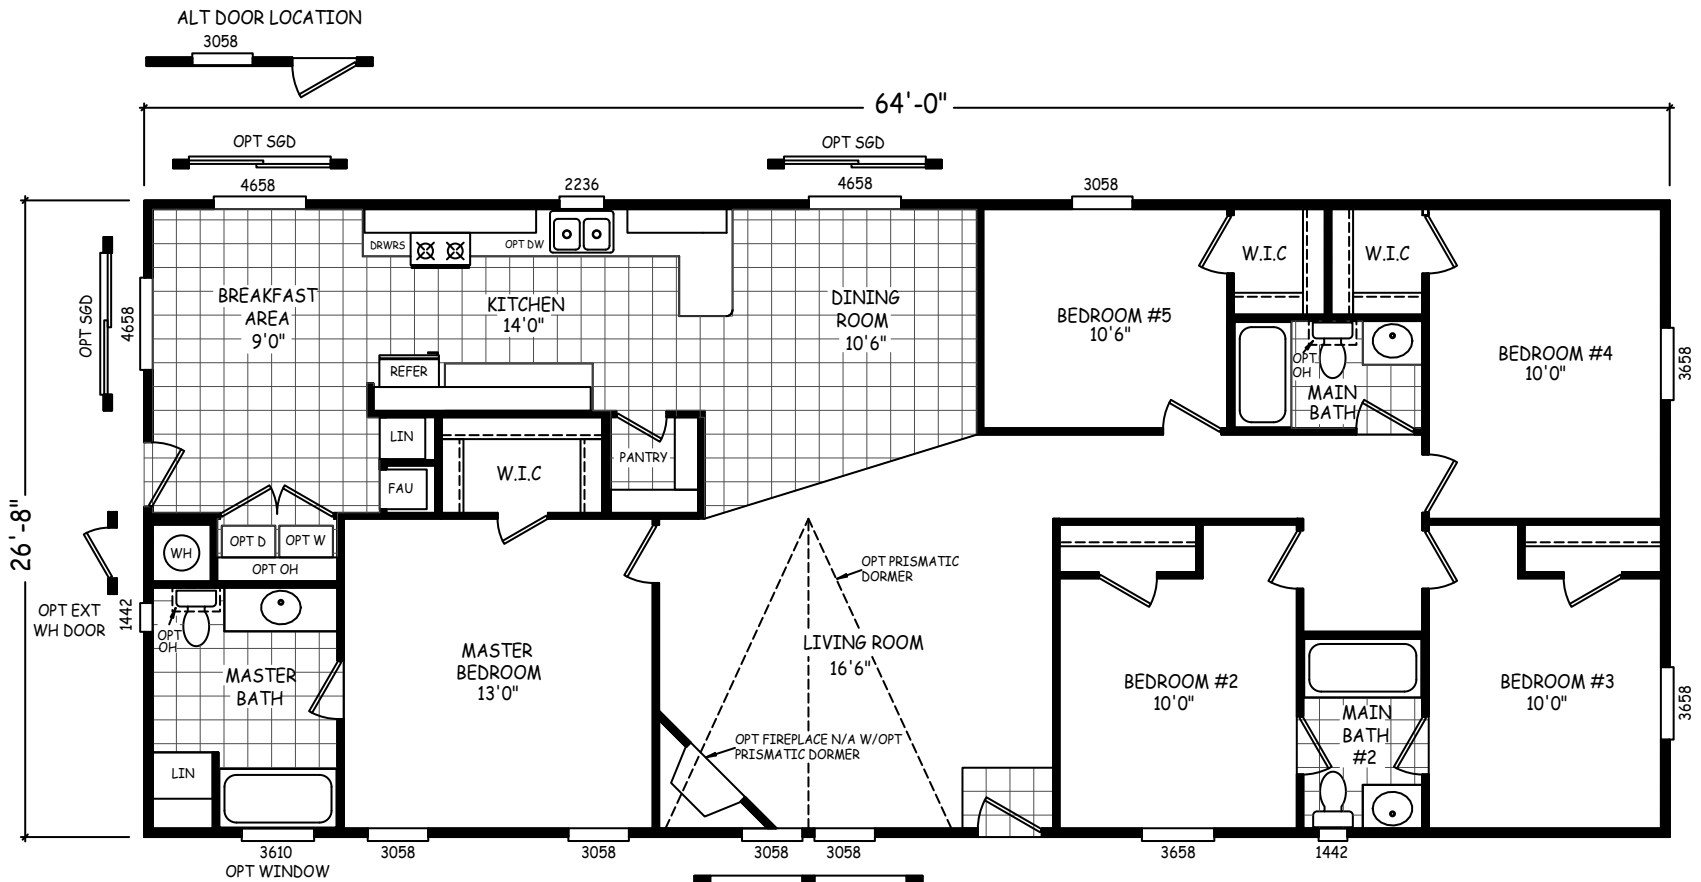 ALT DOOR LOCATION
3058
64'-0"
OPT SGD
OPT SGD
4658
2236
4658
3058
DRWRS
OPT DW
W.I.C
W.I.C
OPT SGD
4658
BREAKFAST
AREA
9'0"
KITCHEN
14'0"
DINING
ROOM
10'6"
BEDROOM #5
10'6"
OPT
OH
MAIN
BATH
BEDROOM #4
10'0"
3658
REFER
LIN
FAU
W.I.C
PANTRY
26'-8"
WH
OPT D
OPT W
OPT OH
OPT EXT
WH DOOR
1442
OPT
OH
MASTER
BATH
LIN
MASTER
BEDROOM
13'0"
OPT PRISMATIC
DORMER
LIVING ROOM
16'6"
OPT FIREPLACE N/A W/OPT
PRISMATIC DORMER
BEDROOM #2
10'0"
MAIN
BATH
#2
BEDROOM #3
10'0"
3658
3610
OPT WINDOW
3058
3058
3058
3058
3658
1442